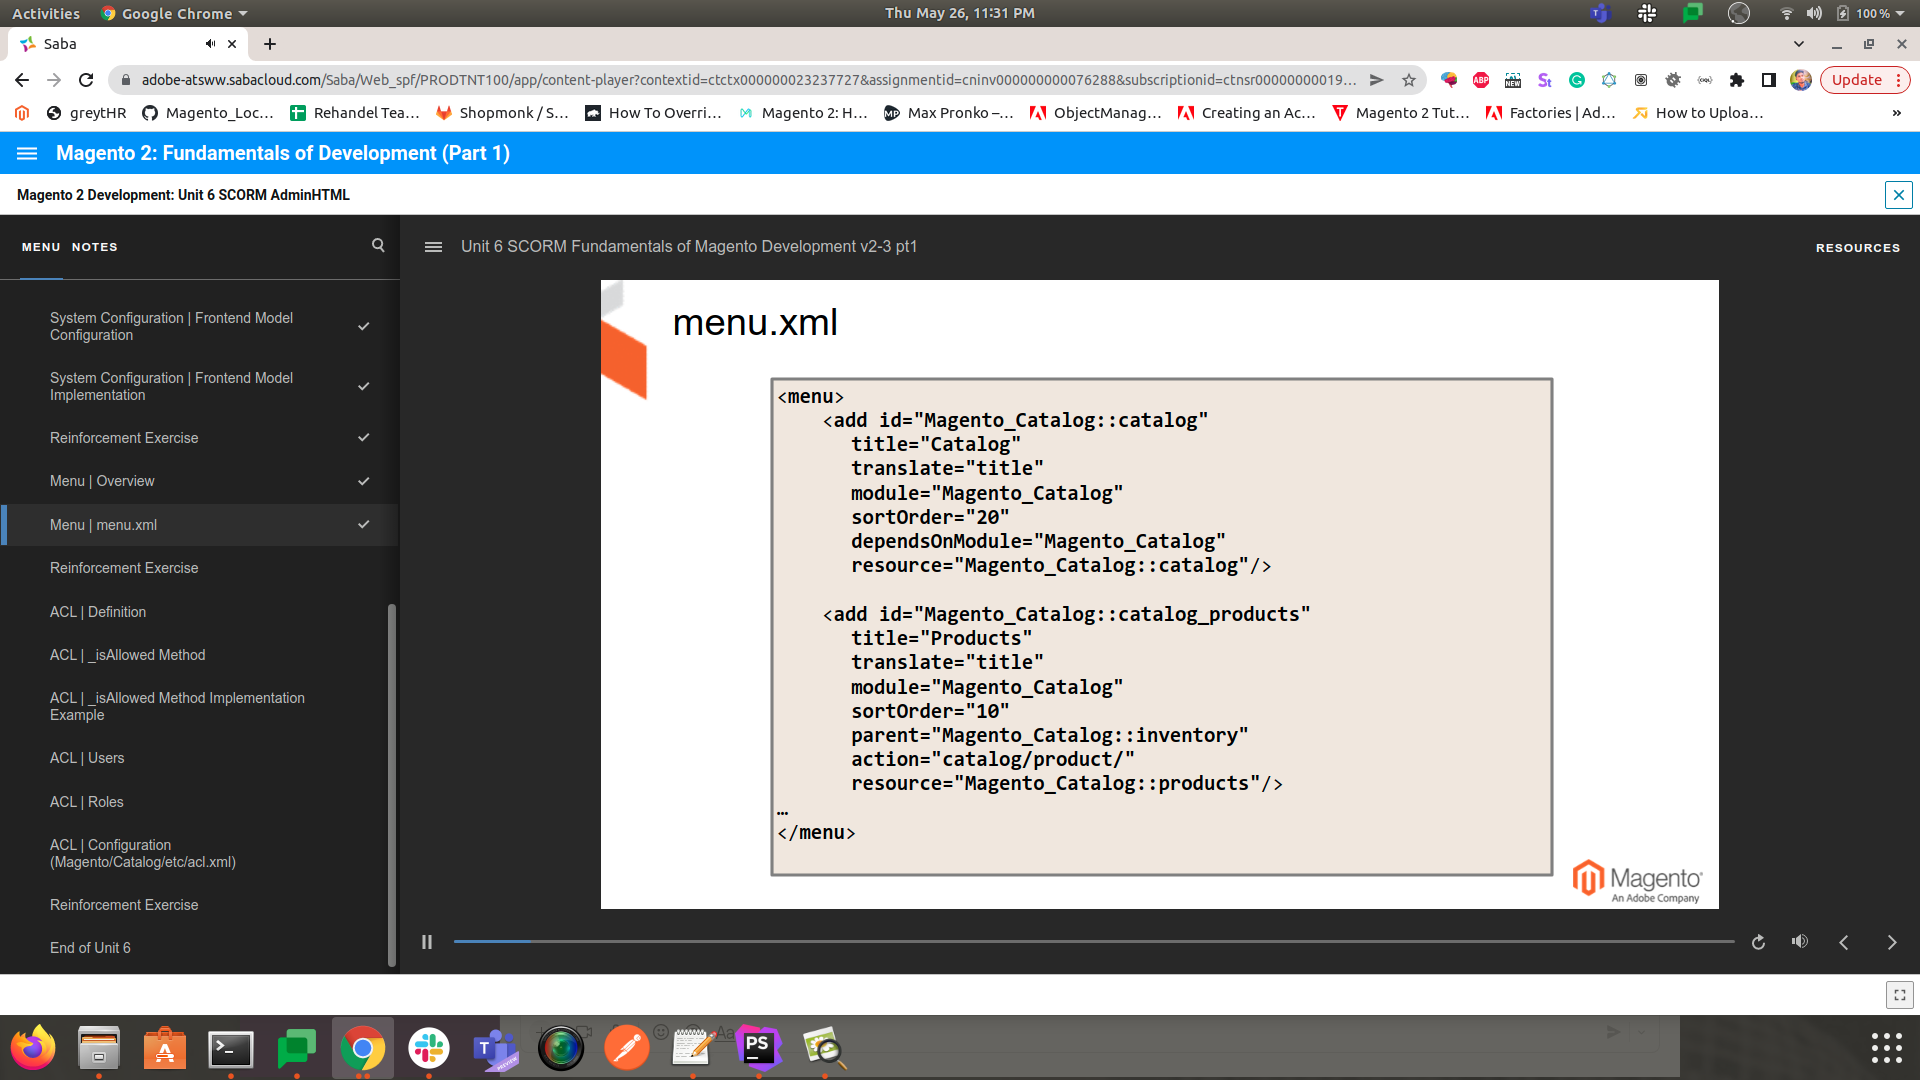 Activities
Google Chrome
Thu May 26, 11:31 PM
100 %
Saba
adobe-atsww.sabacloud.com/Saba/Web_spf/PRODTNT100/app/content-player?contextid=ctctx000000023237727&assignmentid=cninv000000000076288&subscriptionid=ctnsr00000000019...
Update
greytHR
Magento_Loc...
Rehandel Tea...
Shopmonk / S...
How To Overri...
Magento 2: H...
Max Pronko –...
ObjectManag...
Creating an Ac...
Magento 2 Tut...
Factories | Ad...
How to Uploa...
»
Magento 2: Fundamentals of Development (Part 1)
Magento 2 Development: Unit 6 SCORM AdminHTML
MENU NOTES
Unit 6 SCORM Fundamentals of Magento Development v2-3 pt1
RESOURCES
System Configuration | Frontend Model
Configuration
System Configuration | Frontend Model
Implementation
Reinforcement Exercise
Menu | Overview
Menu | menu.xml
Reinforcement Exercise
ACL | Definition
ACL | _isAllowed Method
ACL | _isAllowed Method Implementation
Example
ACL | Users
ACL | Roles
ACL | Configuration
(Magento/Catalog/etc/acl.xml)
Reinforcement Exercise
End of Unit 6
menu.xml
<menu>
<add id="Magento_Catalog::catalog"
title="Catalog"
translate="title"
module="Magento_Catalog"
sortOrder="20"
dependsOnModule="Magento_Catalog"
resource="Magento_Catalog::catalog"/>
<add id="Magento_Catalog::catalog_products"
title="Products"
translate="title"
module="Magento_Catalog"
sortOrder="10"
parent="Magento_Catalog::inventory"
action="catalog/product/"
resource="Magento_Catalog::products"/>
…
</menu>
Magento
An Adobe Company